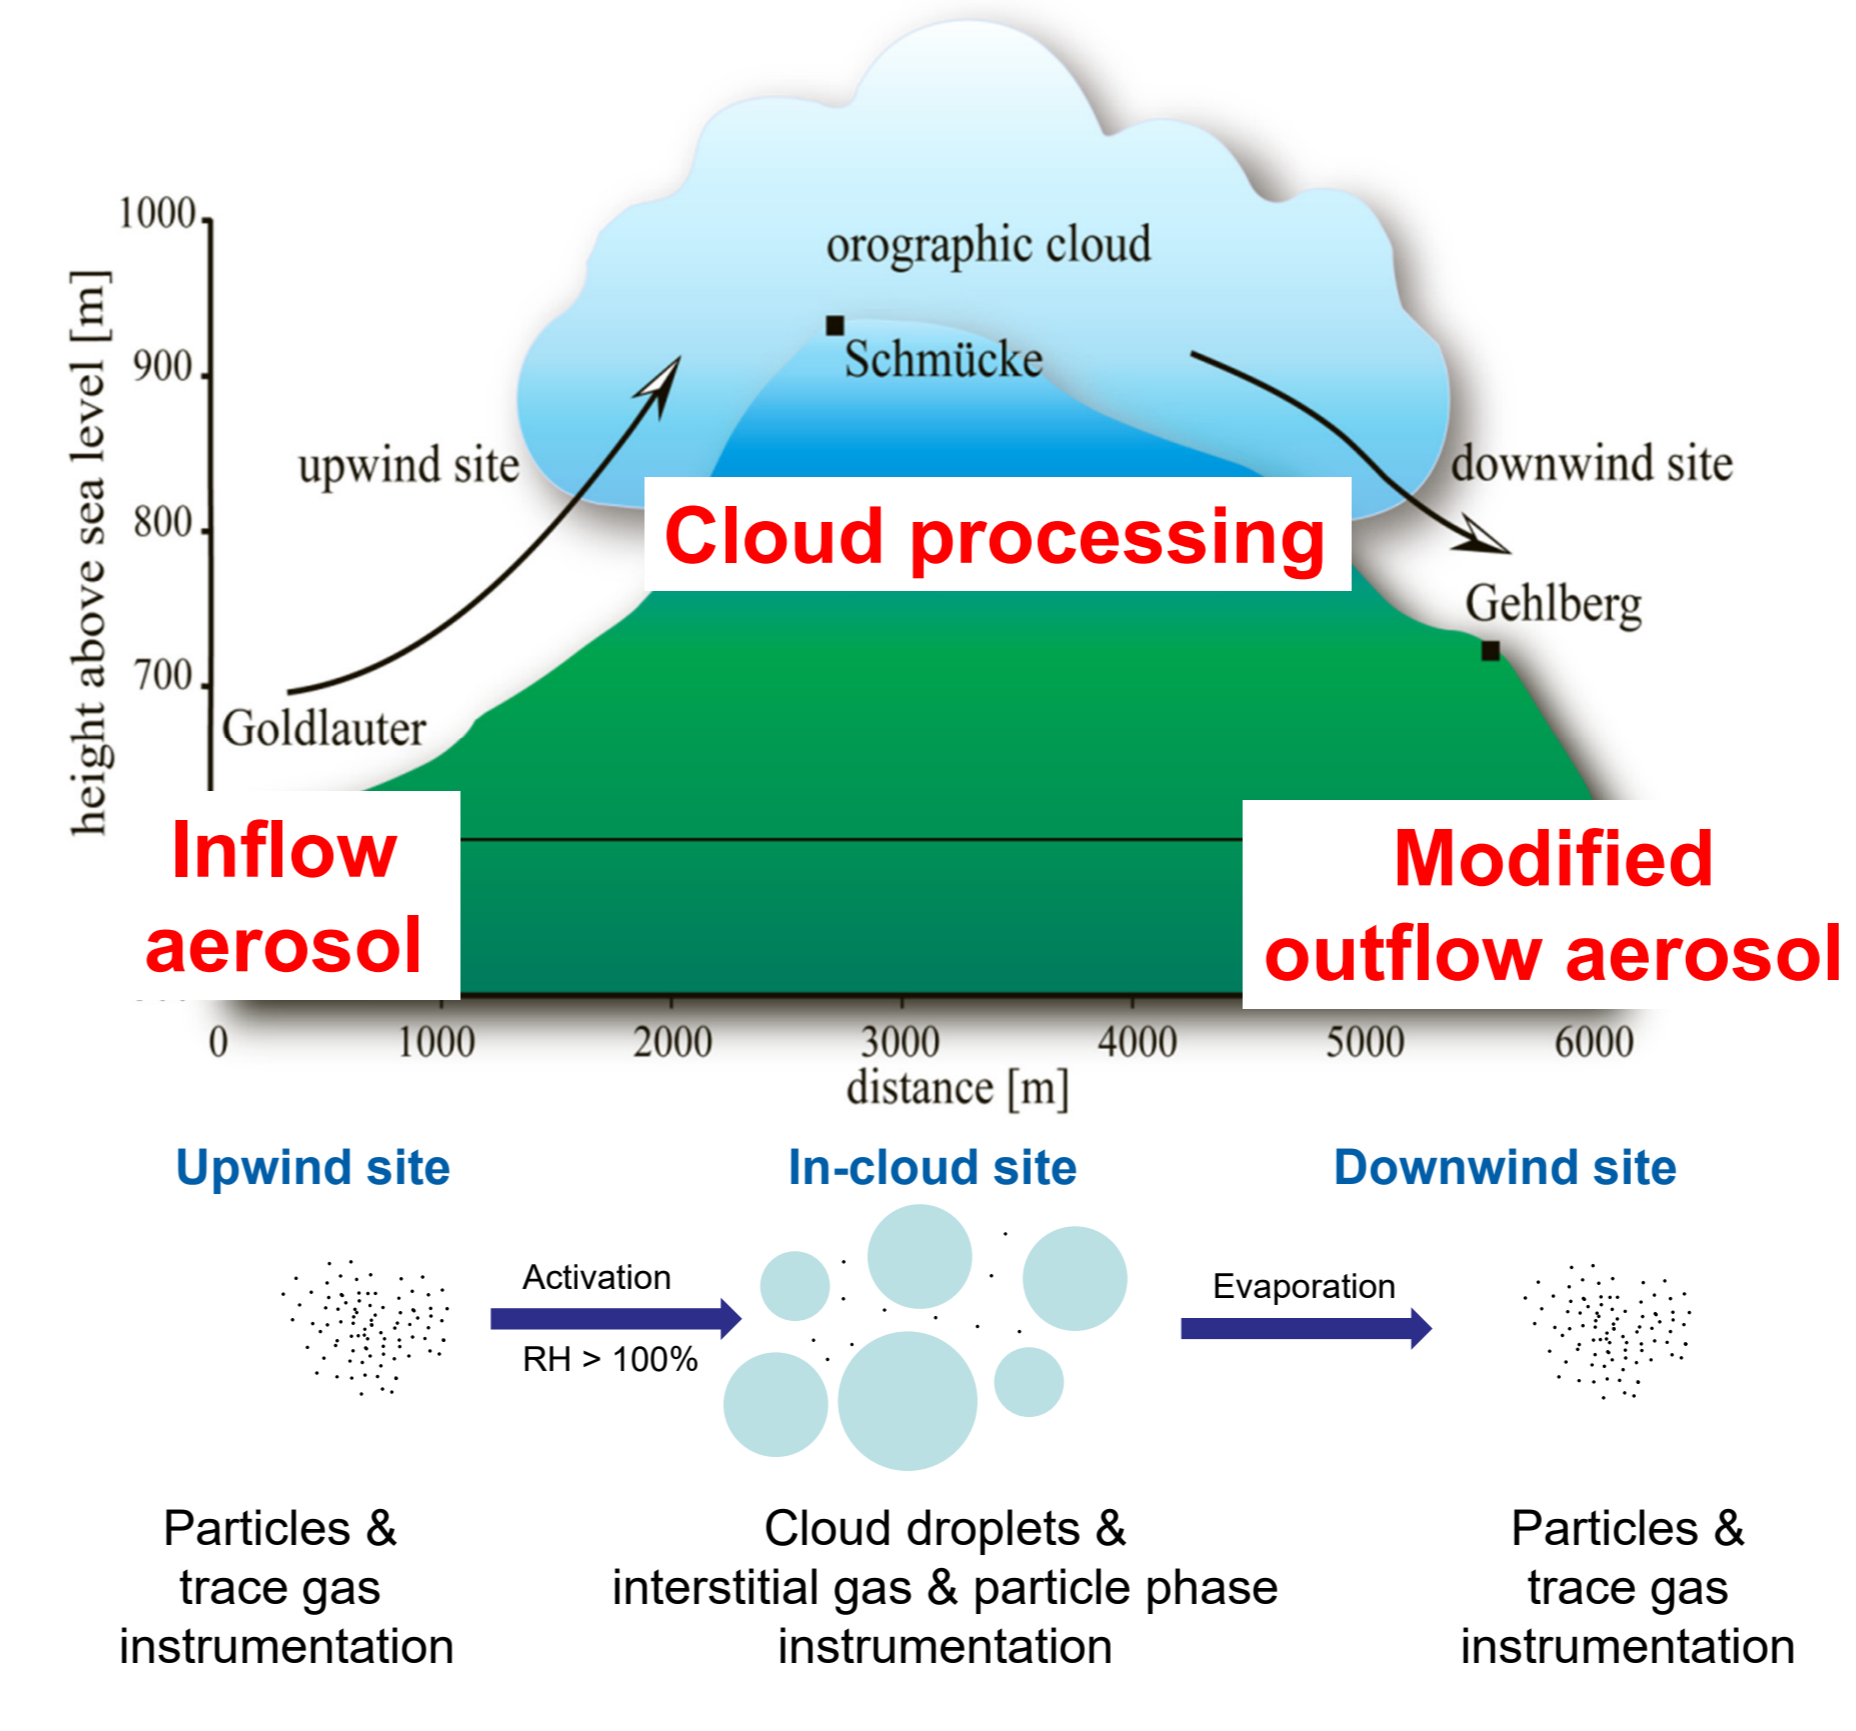 1000
orographic cloud
900
Schmücke
height above sea level [m]
upwind site
downwind site
800
Cloud processing
Gehlberg
700
Goldlauter
Inflow
aerosol
Modified
outflow aerosol
0 1000 2000 3000 4000 5000 6000
distance [m]
Upwind site
In-cloud site
Downwind site
Activation
RH > 100%
Evaporation
Particles &
trace gas
instrumentation
Cloud droplets &
interstitial gas & particle phase
instrumentation
Particles &
trace gas
instrumentation